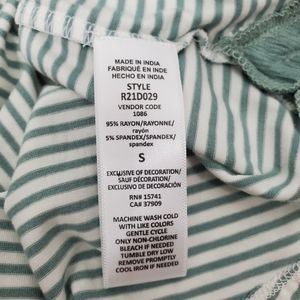 MADE IN INDIA
FABRIQUÉ EN INDE
HECHO EN INDIA
STYLE
R21D029
VENDOR CODE
1086
95% RAYON/RAYONNE/
rayón
5% SPANDEX/SPANDEX/
spandex
S
EXCLUSIVE OF DECORATION/
SAUF DÉCORATION/
EXCLUSIVO DE DECORACIÓN
RN# 15741
CA# 37909
MACHINE WASH COLD
WITH LIKE COLORS
GENTLE CYCLE
ONLY NON-CHLORINE
BLEACH IF NEEDED
TUMBLE DRY LOW
REMOVE PROMPTLY
COOL IRON IF NEEDED